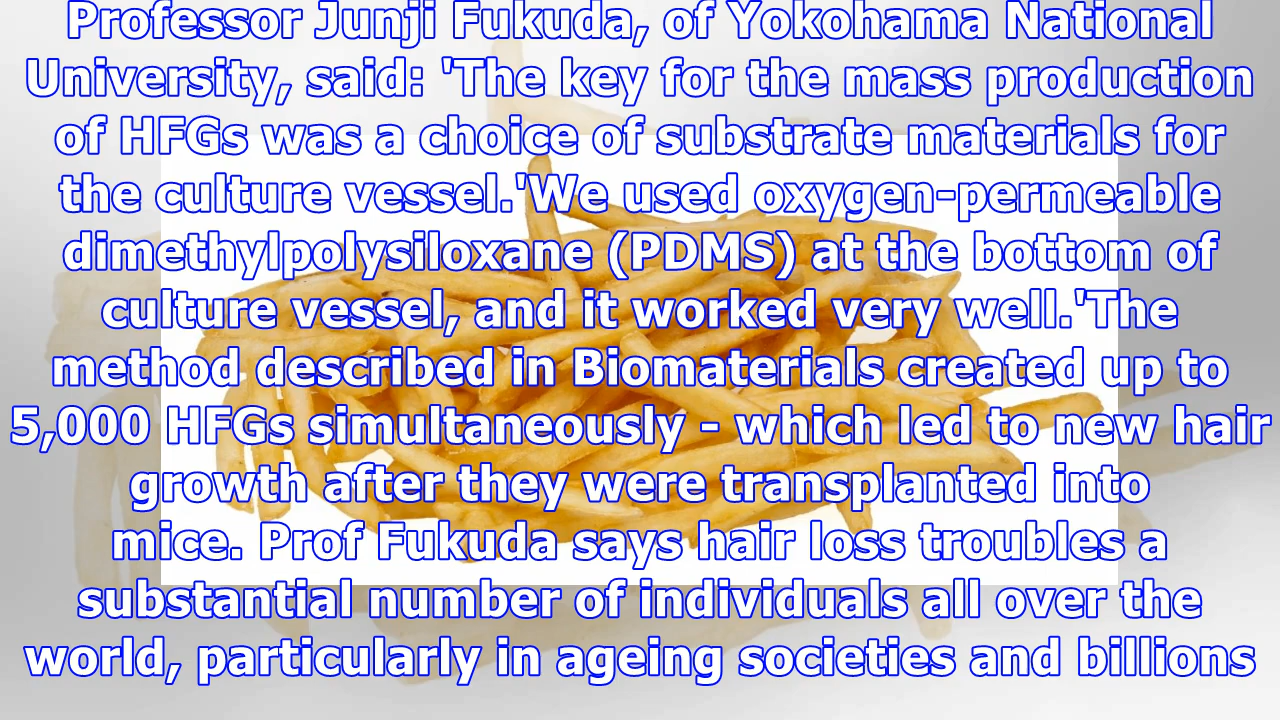 Professor Junji Fukuda, of Yokohama National
University, said: 'The key for the mass production
of HFGs was a choice of substrate materials for
the culture vessel.'We used oxygen-permeable
dimethylpolysiloxane (PDMS) at the bottom of
culture vessel, and it worked very well.'The
method described in Biomaterials created up to
5,000 HFGs simultaneously - which led to new hair
growth after they were transplanted into
mice. Prof Fukuda says hair loss troubles a
substantial number of individuals all over the
world, particularly in ageing societies and billions